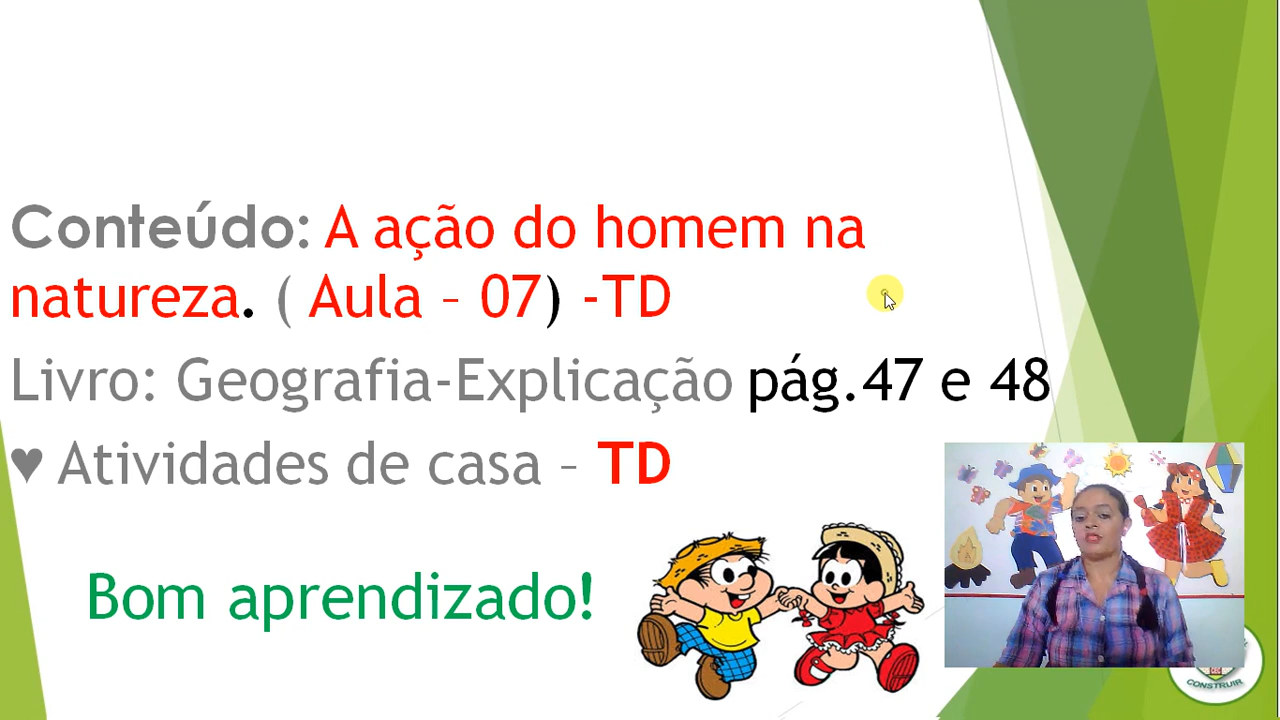 Conteúdo: A ação do homem na
natureza. ( Aula – 07) -TD
Livro: Geografia-Explicação pág.47 e 48
♥ Atividades de casa – TD
Bom aprendizado!
CONSTRUIR